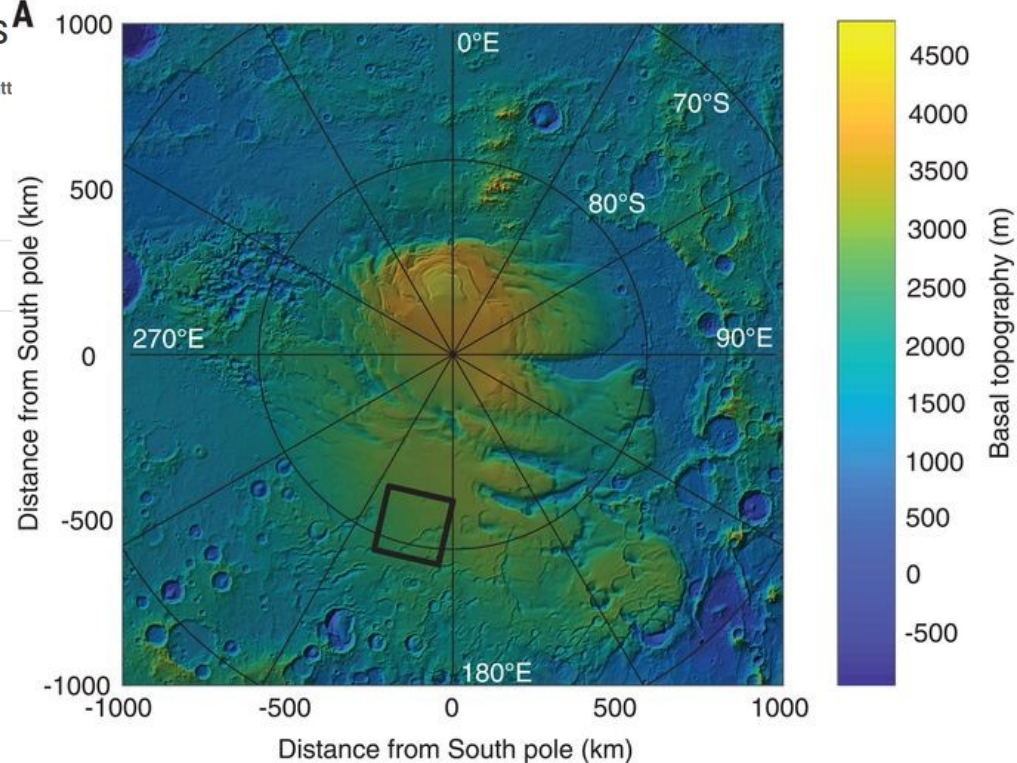 A
S
tt
1000
500
0
-500
-1000
Distance from South pole (km)
0°E
70°S
80°S
270°E
90°E
180°E
-1000
-500
0
500
1000
Distance from South pole (km)
4500
4000
3500
3000
2500
2000
1500
1000
500
0
-500
Basal topography (m)